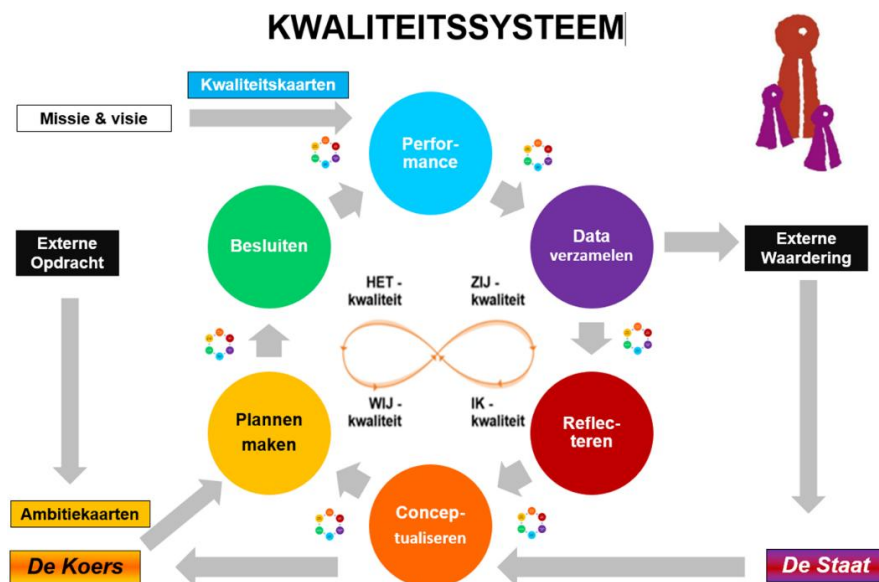 KWALITEITSSYSTEEM
Kwaliteitskaarten
Missie & visie
Perfor-
mance
Besluiten
Data
verzamelen
Externe
Opdracht
Externe
Waardering
HET -
kwaliteit
ZIJ -
kwaliteit
WIJ -
kwaliteit
IK -
kwaliteit
Plannen
maken
Reflec-
teren
Concep-
tualiseren
Ambitiekaarten
De Koers
De Staat